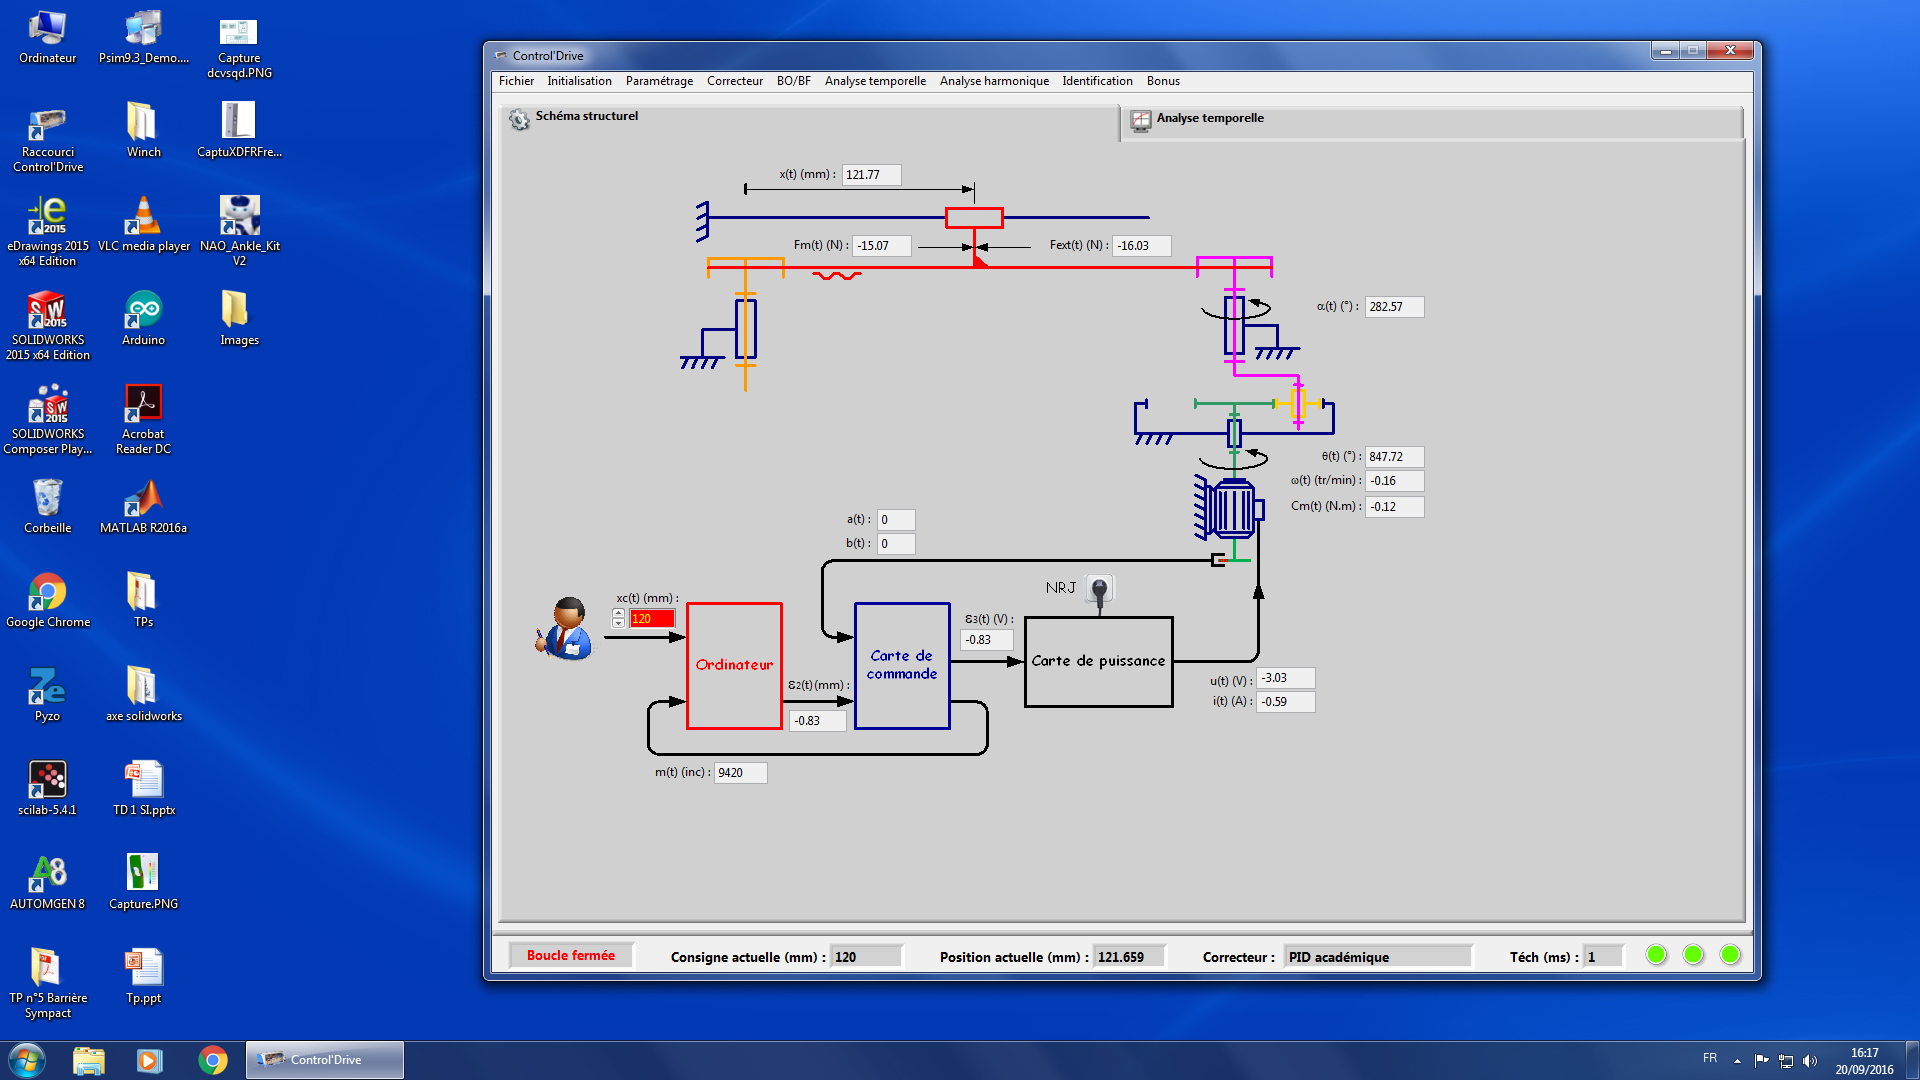 Ordinateur
Psim9.3_Demo....
Capture
dcvsqd.PNG
Raccourci
Control'Drive
Winch
CaptuXDFRFre...
eDrawings 2015
x64 Edition
VLC media player
NAO_Ankle_Kit
V2
SOLIDWORKS
2015 x64 Edition
Arduino
Images
SOLIDWORKS
Composer Play...
Acrobat
Reader DC
Corbeille
MATLAB R2016a
Google Chrome
TPs
Pyzo
axe solidworks
scilab-5.4.1
TD 1 SI.pptx
AUTOMGEN 8
Capture.PNG
TP n°5 Barrière
Sympact
Tp.ppt
Control'Drive
Fichier Initialisation Paramétrage Correcteur BO/BF Analyse temporelle Analyse harmonique Identification Bonus
Schéma structurel
Analyse temporelle
x(t) (mm) : 121.77
Fm(t) (N) : -15.07
Fext(t) (N) : -16.03
α(t) (°) : 282.57
θ(t) (°) : 847.72
ω(t) (tr/min) : -0.16
Cm(t) (N.m) : -0.12
a(t) : 0
b(t) : 0
NRJ
xc(t) (mm) :
120
Ordinateur
ε2(t)(mm) :
-0.83
Carte de
commande
ε3(t) (V) :
-0.83
Carte de puissance
u(t) (V) : -3.03
i(t) (A) : -0.59
m(t) (inc) : 9420
Boucle fermée
Consigne actuelle (mm) : 120
Position actuelle (mm) : 121.659
Correcteur : PID académique
Téch (ms) : 1
Control'Drive
FR
16:17
20/09/2016